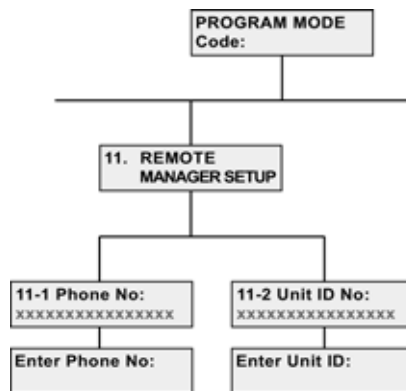 PROGRAM MODE
Code:
11. REMOTE
MANAGER SETUP
11-1 Phone No:
xxxxxxxxxxxxxxxx
11-2 Unit ID No:
xxxxxxxxxxxxxxxx
Enter Phone No:
Enter Unit ID: